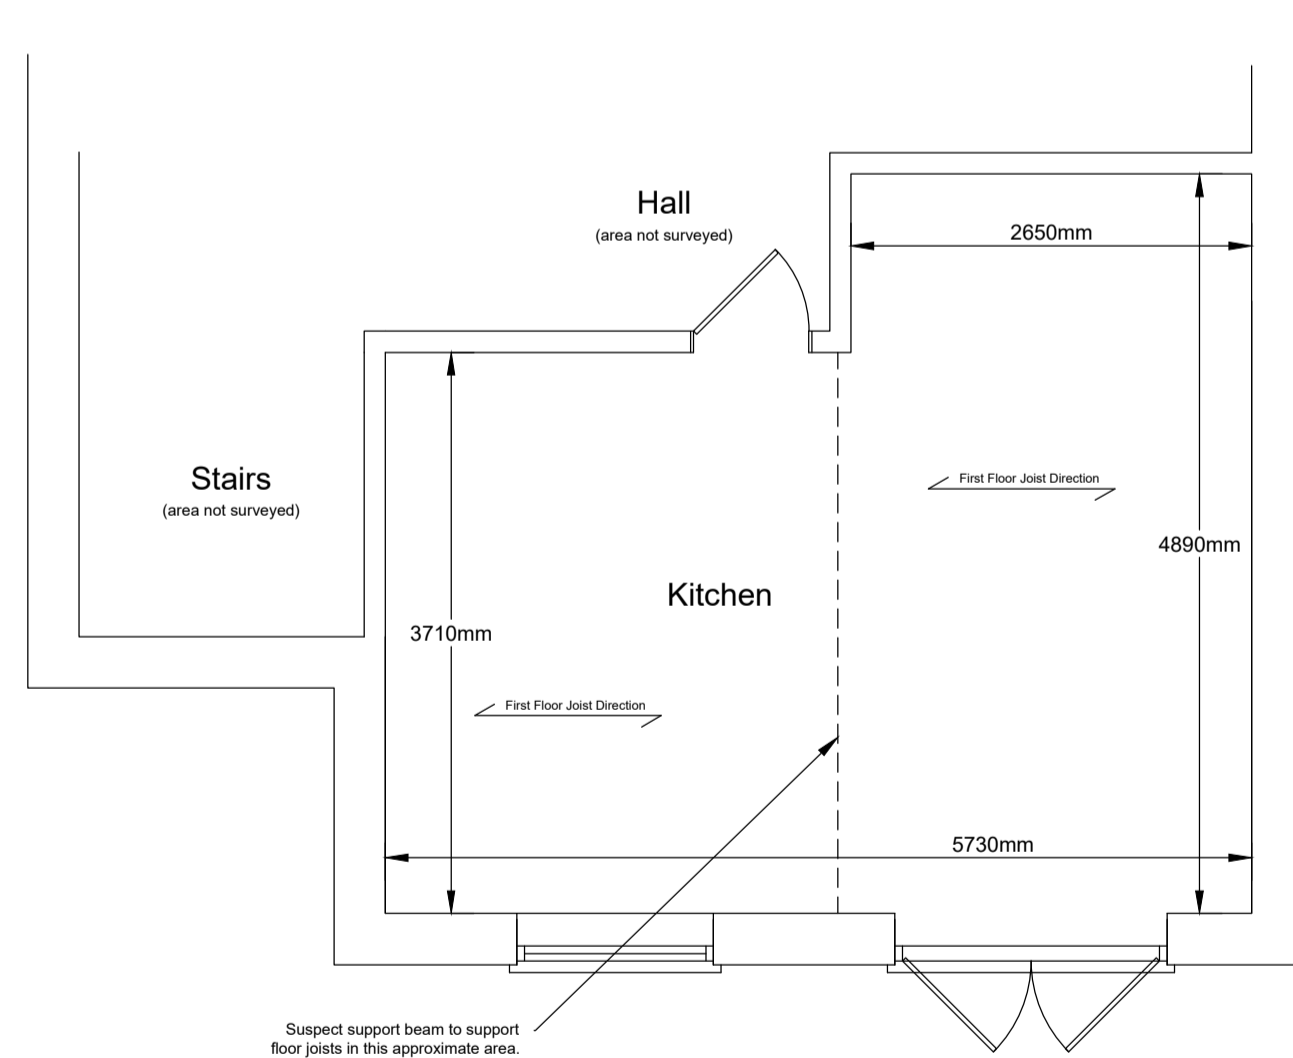 Hall
(area not surveyed)
2650mm
Stairs
(area not surveyed)
First Floor Joist Direction
4890mm
Kitchen
3710mm
First Floor Joist Direction
5730mm
Suspect support beam to support
floor joists in this approximate area.